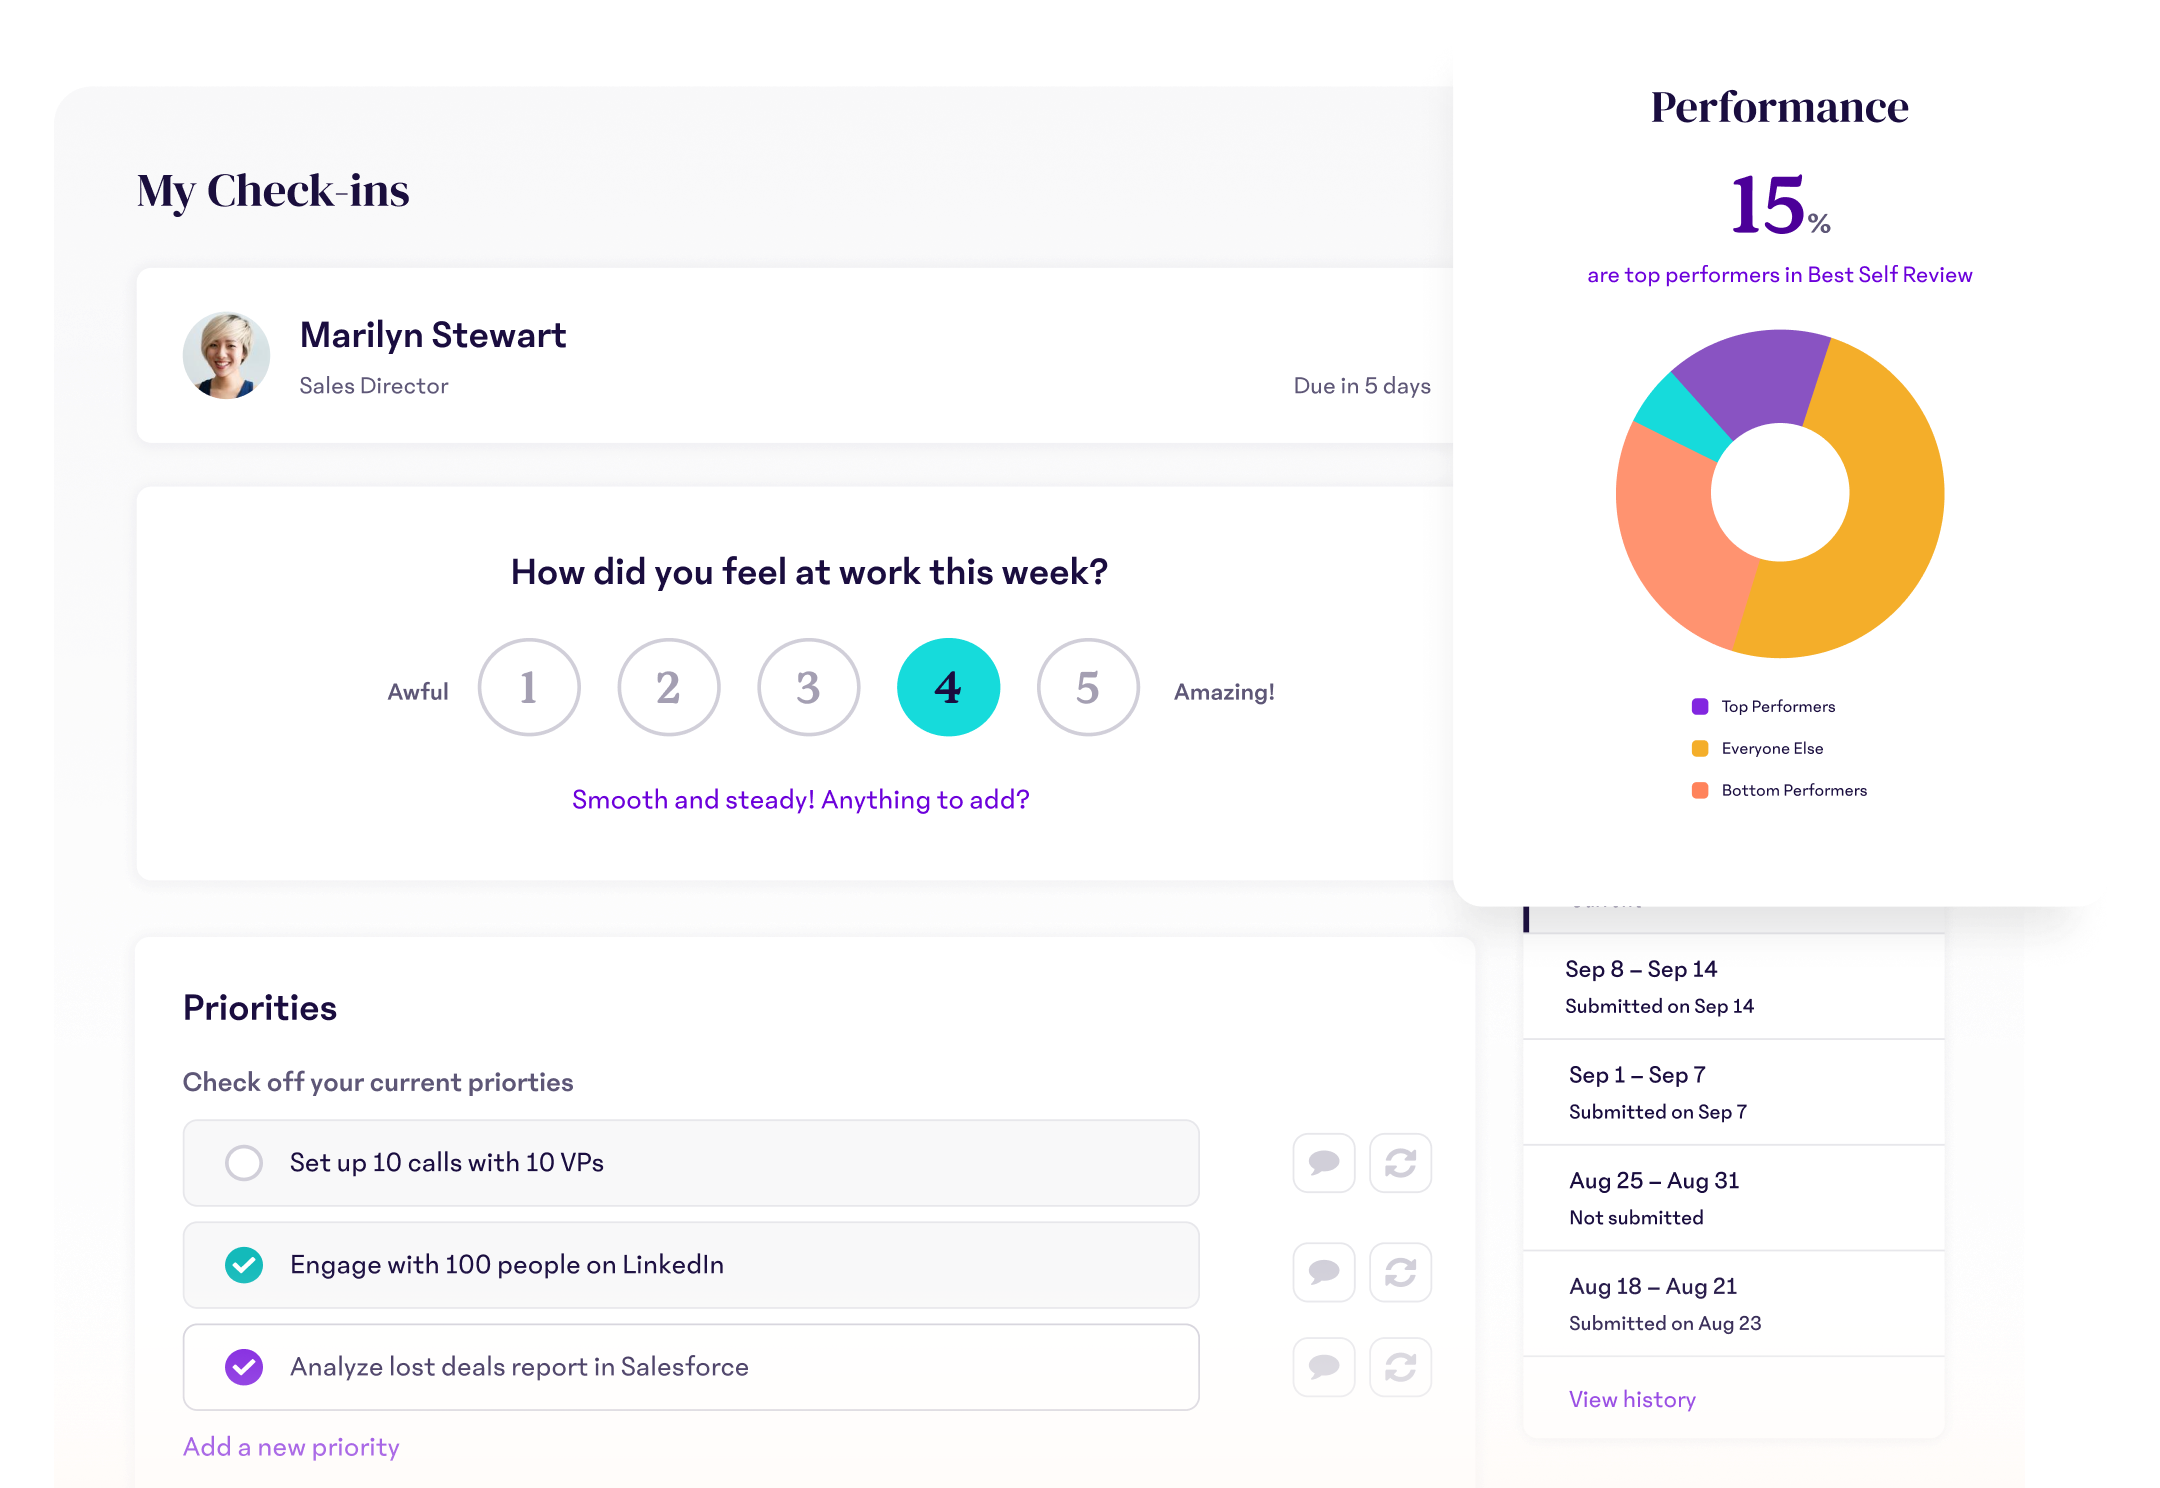 My Check-ins
Marilyn Stewart
Sales Director
Due in 5 days
How did you feel at work this week?
Awful 1 2 3 4 5 Amazing!
Smooth and steady! Anything to add?
Priorities
Check off your current priorties
Set up 10 calls with 10 VPs
Engage with 100 people on LinkedIn
Analyze lost deals report in Salesforce
Add a new priority
Performance
15%
are top performers in Best Self Review
Top Performers
Everyone Else
Bottom Performers
Sep 8 – Sep 14
Submitted on Sep 14
Sep 1 – Sep 7
Submitted on Sep 7
Aug 25 – Aug 31
Not submitted
Aug 18 – Aug 21
Submitted on Aug 23
View history